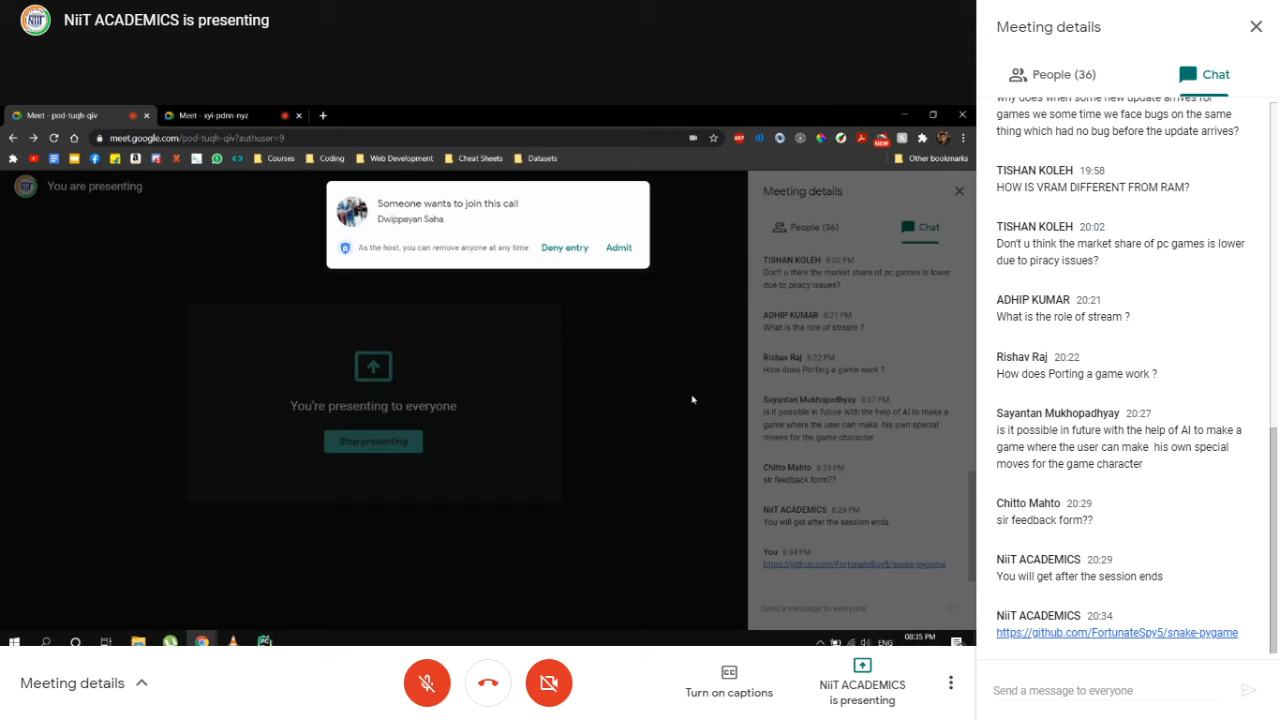 NiiT ACADEMICS is presenting
Meet - pod-tuqh-qiv
Meet - xyi-pdnn-nyz
meet.google.com/pod-tuqh-qiv?authuser=9
NEW
Courses
Coding
Web Development
Cheat Sheets
Datasets
Other bookmarks
You are presenting
Someone wants to join this call
Dwippayan Saha
As the host, you can remove anyone at any time
Deny entry
Admit
You're presenting to everyone
Stop presenting
Meeting details
People (36)
Chat
TISHAN KOLEH 8:02 PM
Don't u think the market share of pc games is lower
due to piracy issues?
ADHIP KUMAR 8:21 PM
What is the role of stream ?
Rishav Raj 8:22 PM
How does Porting a game work ?
Sayantan Mukhopadhyay 8:27 PM
is it possible in future with the help of AI to make a
game where the user can make his own special
moves for the game character
Chitto Mahto 8:29 PM
sir feedback form??
NiiT ACADEMICS 8:29 PM
You will get after the session ends
You 8:34 PM
https://github.com/FortunateSpy5/snake-pygame
Send a message to everyone
ENG
08:35 PM
Meeting details
Turn on captions
NiiT ACADEMICS
is presenting
Meeting details
People (36)
Chat
why does when some new update arrives for
games we some time we face bugs on the same
thing which had no bug before the update arrives?
TISHAN KOLEH 19:58
HOW IS VRAM DIFFERENT FROM RAM?
TISHAN KOLEH 20:02
Don't u think the market share of pc games is lower
due to piracy issues?
ADHIP KUMAR 20:21
What is the role of stream ?
Rishav Raj 20:22
How does Porting a game work ?
Sayantan Mukhopadhyay 20:27
is it possible in future with the help of AI to make a
game where the user can make his own special
moves for the game character
Chitto Mahto 20:29
sir feedback form??
NiiT ACADEMICS 20:29
You will get after the session ends
NiiT ACADEMICS 20:34
https://github.com/FortunateSpy5/snake-pygame
Send a message to everyone